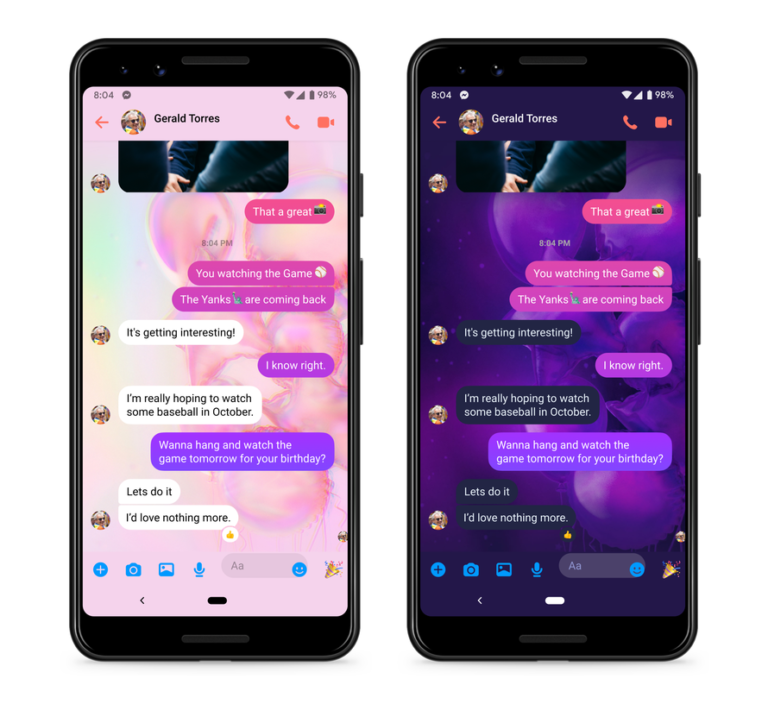 8:04 98%
Gerald Torres
That a great📸
8:04 PM
You watching the Game ⚾
The Yanks🗽are coming back
It's getting interesting!
I know right.
I'm really hoping to watch
some baseball in October.
Wanna hang and watch the
game tomorrow for your birthday?
Lets do it
I'd love nothing more.
Aa
8:04 98%
Gerald Torres
That a great📸
8:04 PM
You watching the Game ⚾
The Yanks🗽are coming back
It's getting interesting!
I know right.
I'm really hoping to watch
some baseball in October.
Wanna hang and watch the
game tomorrow for your birthday?
Lets do it
I'd love nothing more.
Aa